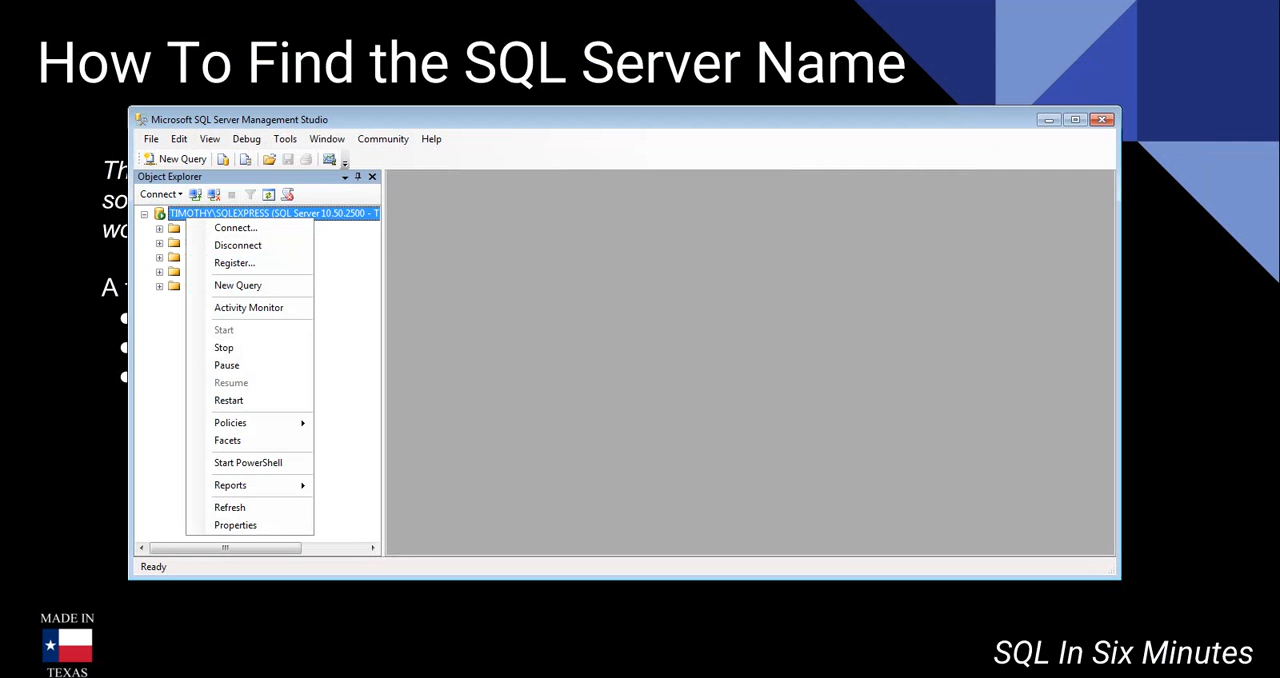 How To Find the SQL Server Name
Microsoft SQL Server Management Studio
File Edit View Debug Tools Window Community Help
New Query
Object Explorer
Connect
TIMOTHY\SQLEXPRESS (SQL Server 10.50.2500 - T
Connect...
Disconnect
Register...
New Query
Activity Monitor
Start
Stop
Pause
Resume
Restart
Policies
Facets
Start PowerShell
Reports
Refresh
Properties
Ready
A
MADE IN
TEXAS
SQL In Six Minutes